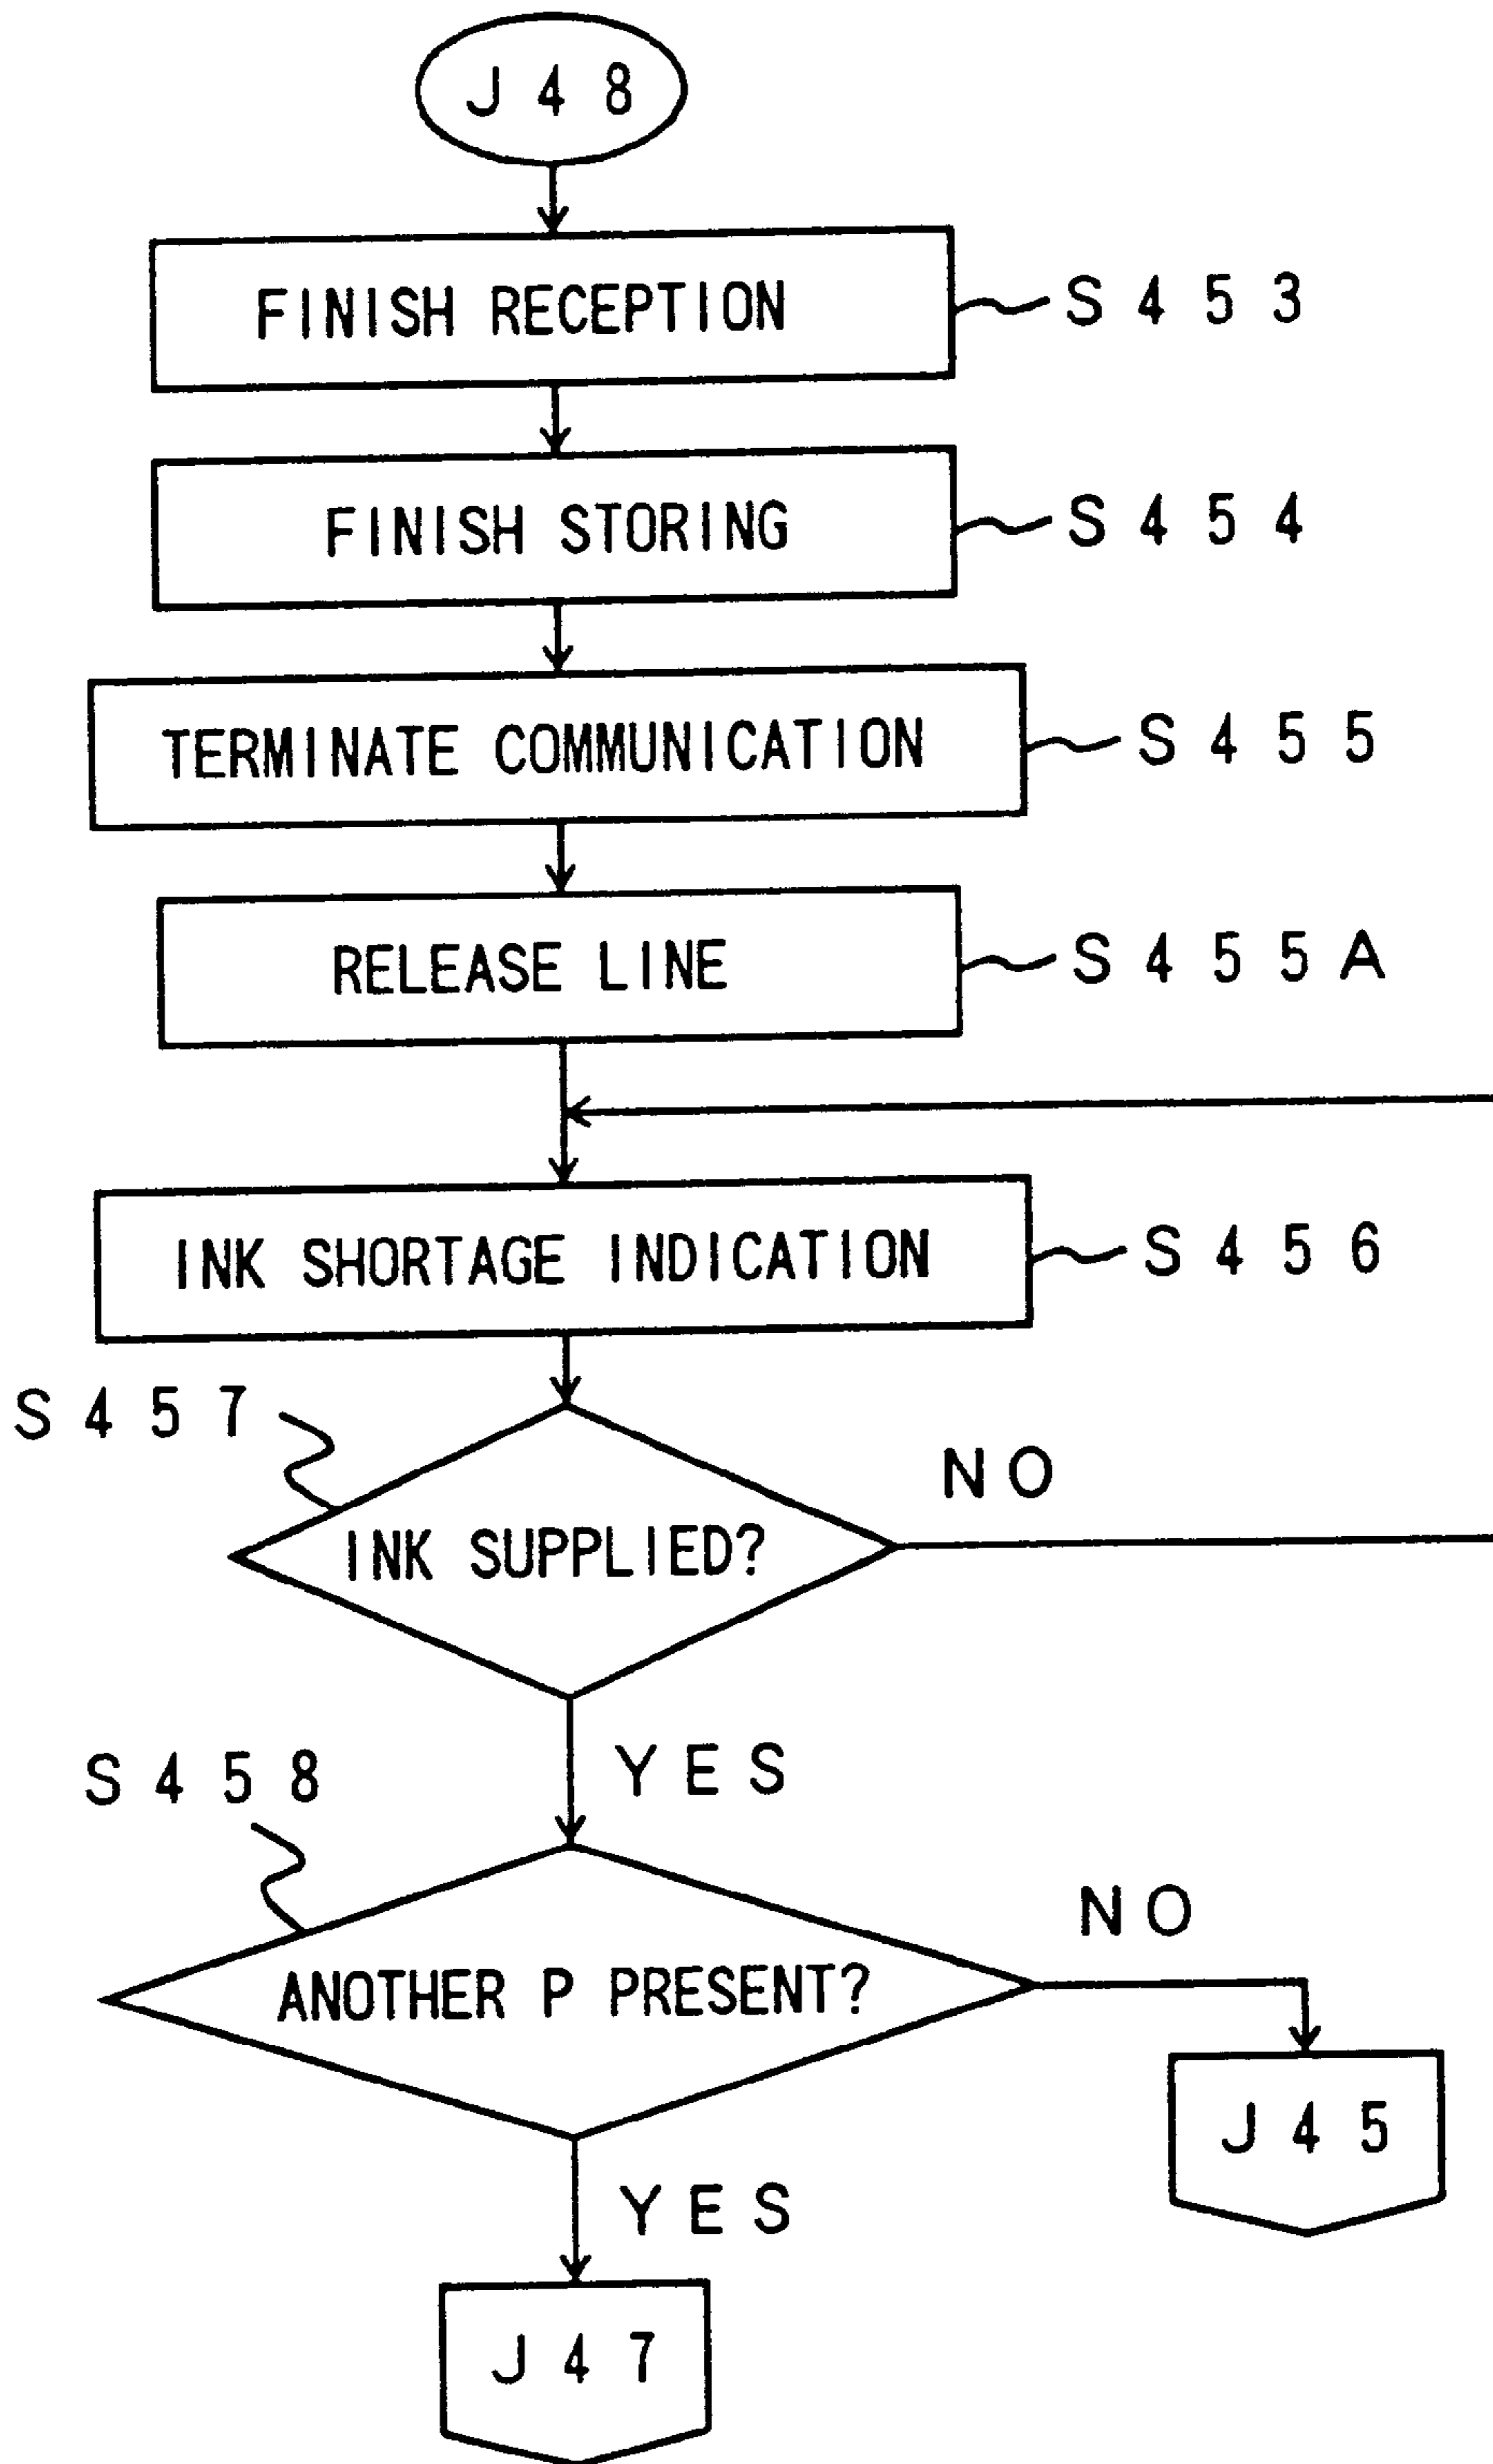 J48
FINISH RECEPTION
S453
FINISH STORING
S454
TERMINATE COMMUNICATION
S455
RELEASE LINE
S455A
INK SHORTAGE INDICATION
S456
S457
INK SUPPLIED?
NO
YES
S458
ANOTHER P PRESENT?
NO
J45
YES
J47